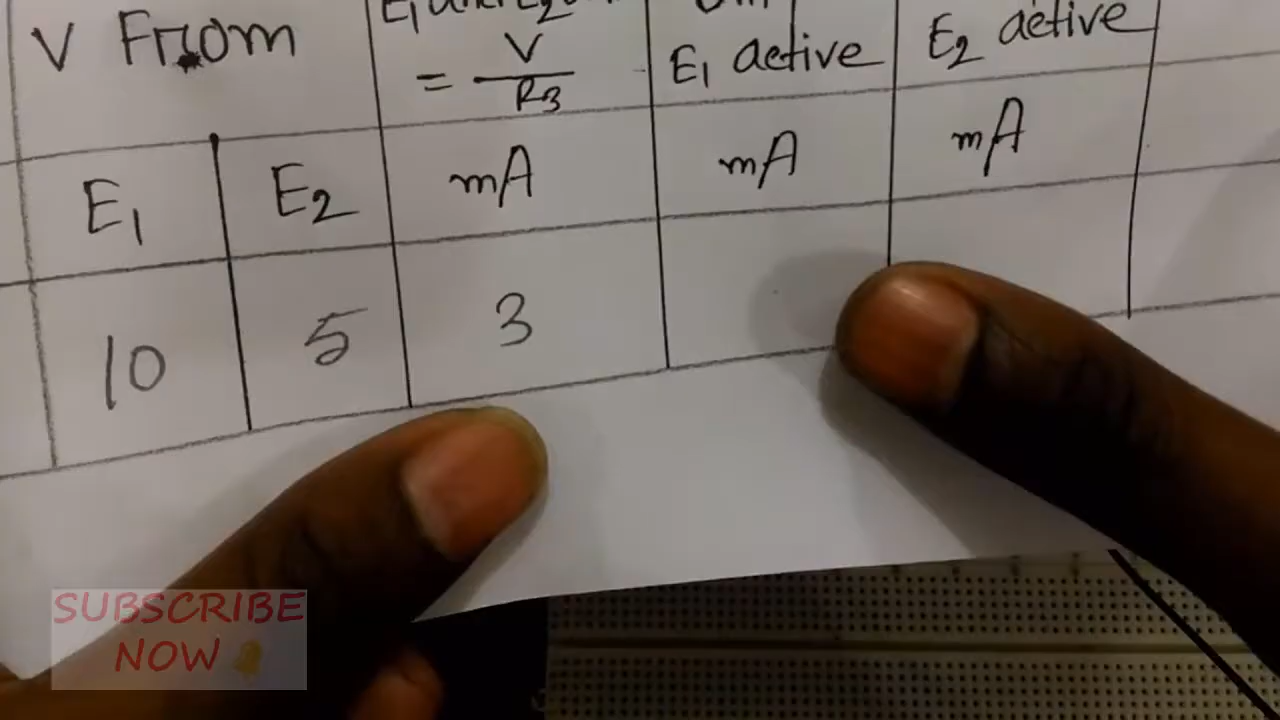 V From
= V
R3
E1 active
E2 active
E1
E2
mA
mA
mA
10
5
3
SUBSCRIBE
NOW